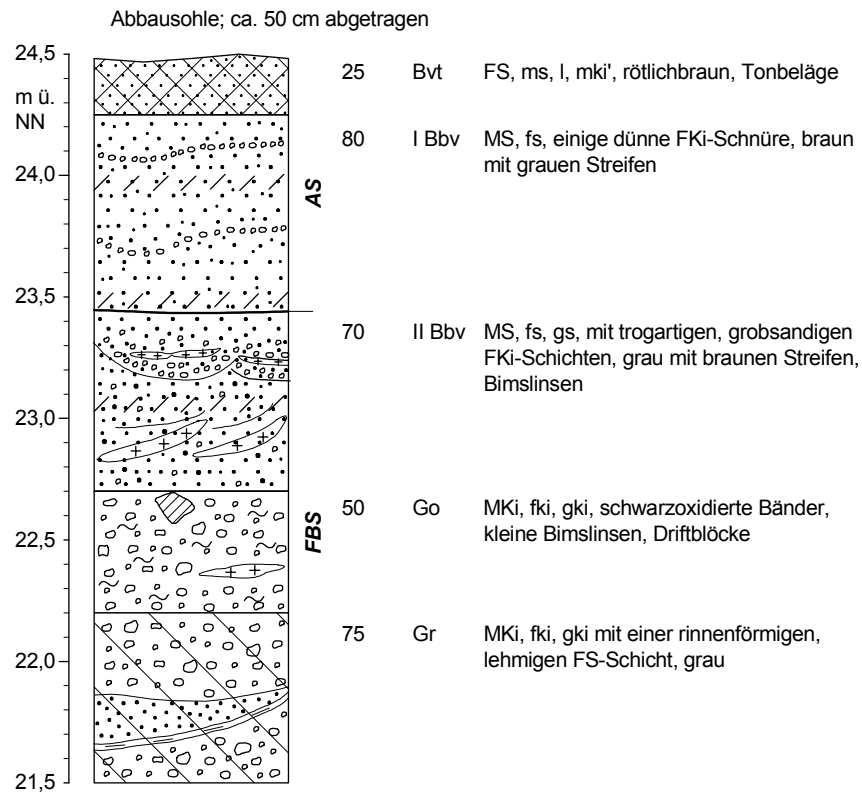 Abbausohle; ca. 50 cm abgetragen
24,5
m ü.
NN
24,0
23,5
23,0
22,5
22,0
21,5
AS
FBS
25 Bvt FS, ms, l, mki', rötlichbraun, Tonbeläge
80 I Bbv MS, fs, einige dünne FKi-Schnüre, braun
mit grauen Streifen
70 II Bbv MS, fs, gs, mit trogartigen, grobsandigen
FKi-Schichten, grau mit braunen Streifen,
Bimslinsen
50 Go MKi, fki, gki, schwarzoxidierte Bänder,
kleine Bimslinsen, Driftblöcke
75 Gr MKi, fki, gki mit einer rinnenförmigen,
lehmigen FS-Schicht, grau